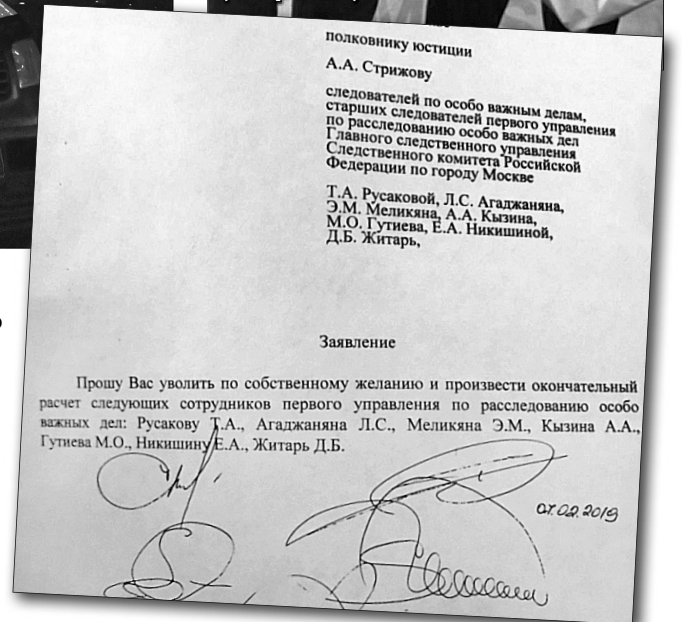 полковнику юстиции
А.А. Стрижову
следователей по особо важным делам,
старших следователей первого управления
по расследованию особо важных дел
Главного следственного управления
Следственного комитета Российской
Федерации по городу Москве
Т.А. Русаковой, Л.С. Агаджаняна,
Э.М. Меликяна, А.А. Кызина,
М.О. Гутиева, Е.А. Никишиной,
Д.Б. Житарь,
Заявление
Прошу Вас уволить по собственному желанию и произвести окончательный
расчет следующих сотрудников первого управления по расследованию особо
важных дел: Русакову Т.А., Агаджаняна Л.С., Меликяна Э.М., Кызина А.А.,
Гутиева М.О., Никишину Е.А., Житарь Д.Б.
07.02.2019